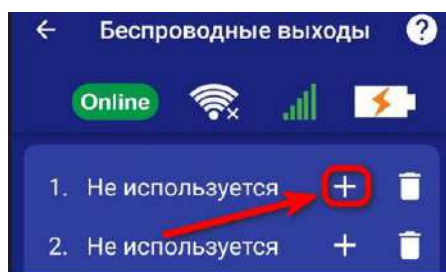 Беспроводные выходы ?
Online
1. Не используется
2. Не используется